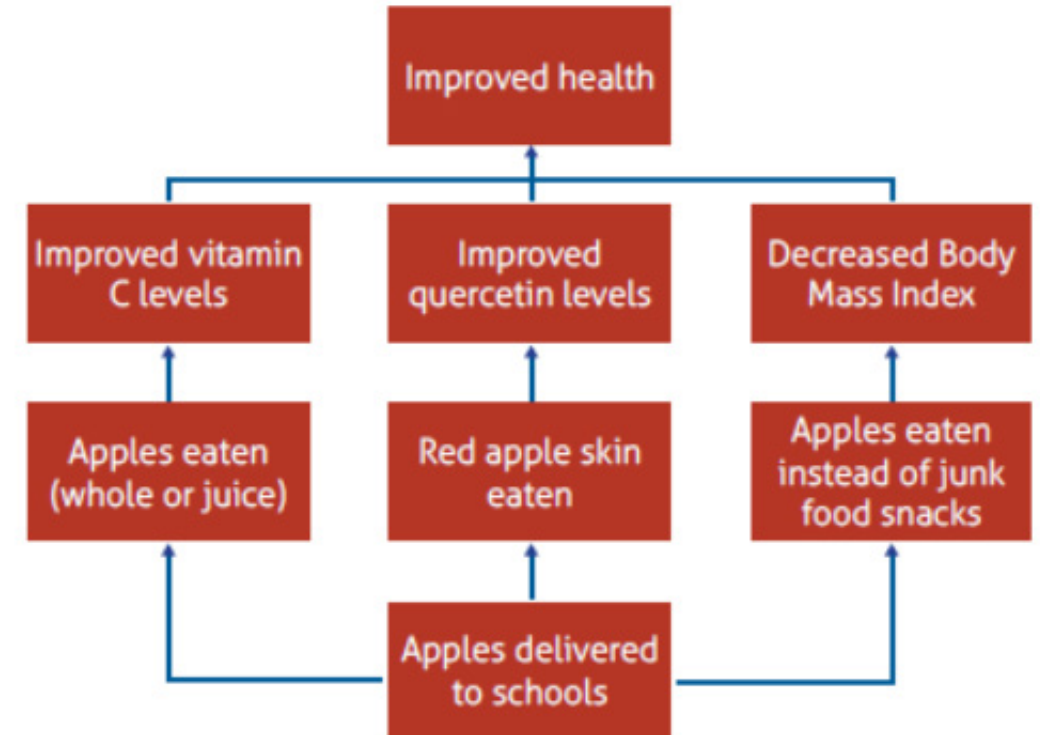 Improved health
Improved vitamin
C levels
Improved
quercetin levels
Decreased Body
Mass Index
Apples eaten
(whole or juice)
Red apple skin
eaten
Apples eaten
instead of junk
food snacks
Apples delivered
to schools